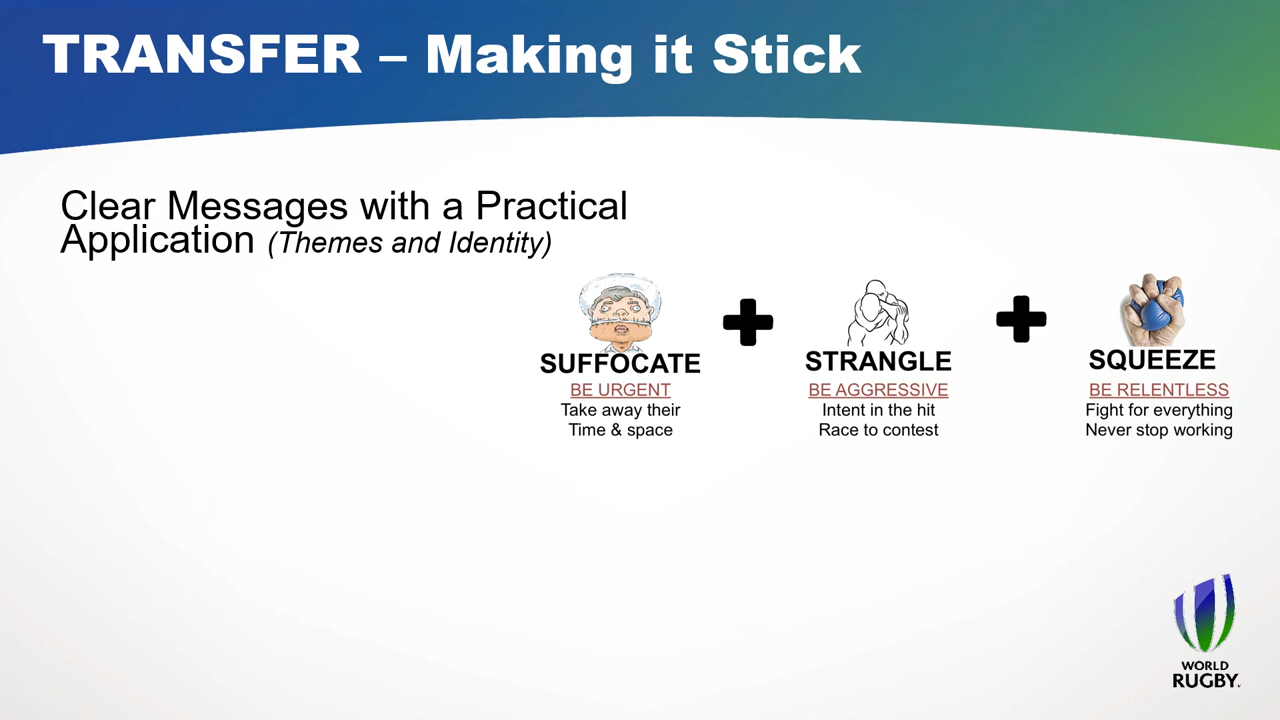 TRANSFER – Making it Stick
Clear Messages with a Practical
Application (Themes and Identity)
SUFFOCATE
BE URGENT
Take away their
Time & space
STRANGLE
BE AGGRESSIVE
Intent in the hit
Race to contest
SQUEEZE
BE RELENTLESS
Fight for everything
Never stop working
WORLD
RUGBY